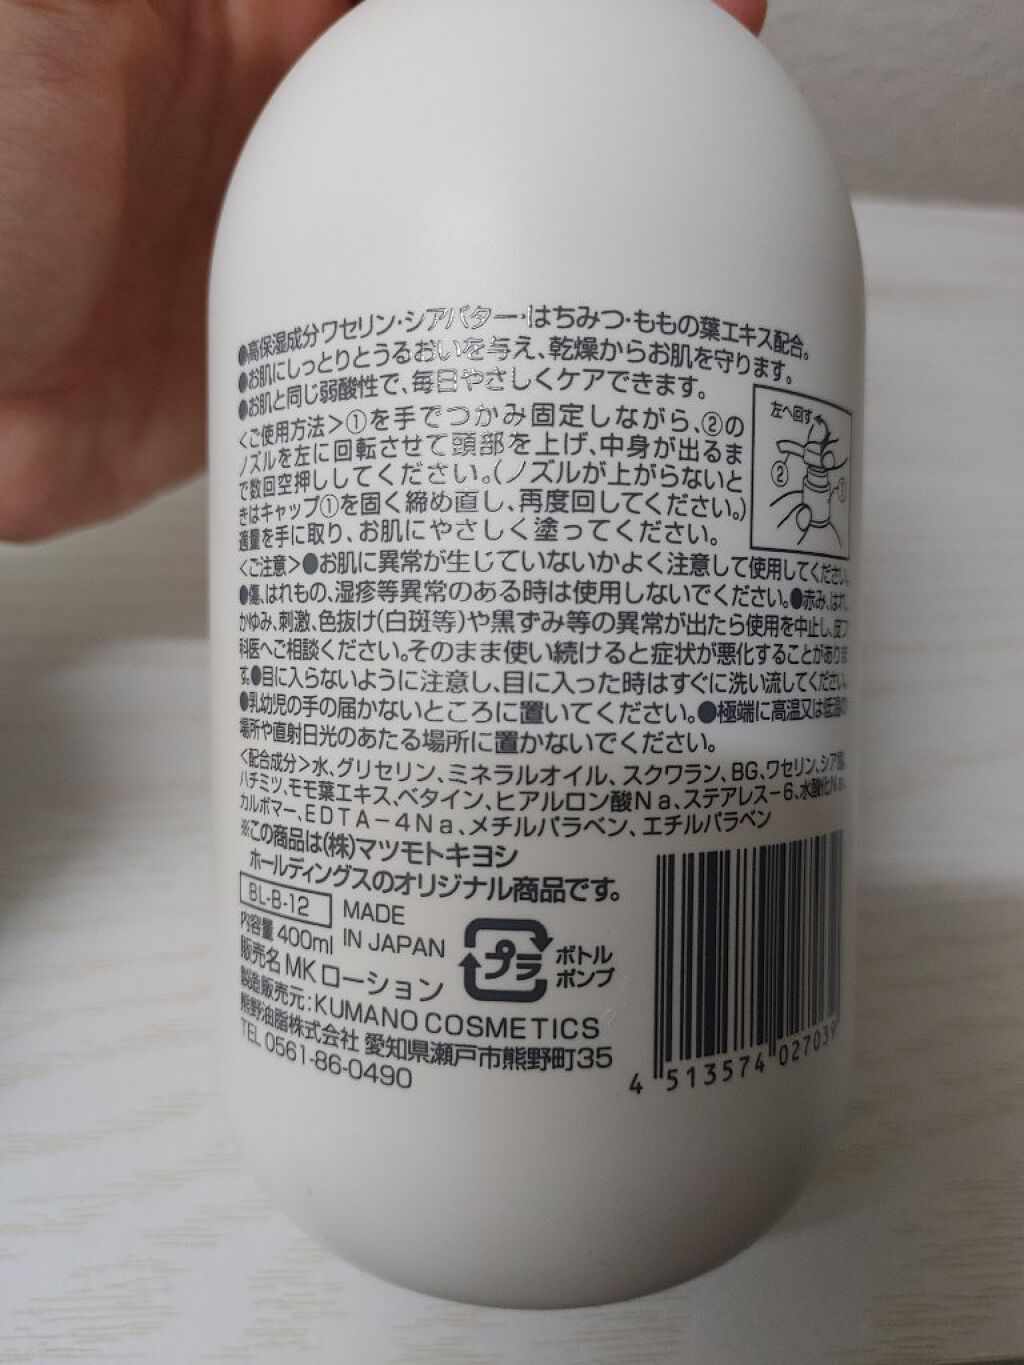 ●高保湿成分ワセリン・シアバター・はちみつ・ももの葉エキス配合。
●お肌にしっとりとうるおいを与え、乾燥からお肌を守ります。
●お肌と同じ弱酸性で、毎日やさしくケアできます。
<ご使用方法>①を手でつかみ固定しながら、②の
ノズルを左に回転させて頭部を上げ、中身が出るま
で数回空押ししてください。(ノズルが上がらないと
きはキャップ①を固く締め直し、再度回してください。)
適量を手に取り、お肌にやさしく塗ってください。
左へ回す
②
①
<ご注意>●お肌に異常が生じていないかよく注意して使用してください。
●傷、はれもの、湿疹等異常のある時は使用しないでください。●赤み、はれ、
かゆみ、刺激、色抜け(白斑等)や黒ずみ等の異常が出たら使用を中止し、皮フ
科医へご相談ください。そのまま使い続けると症状が悪化することがありま
す。●目に入らないように注意し、目に入った時はすぐに洗い流してください。
●乳幼児の手の届かないところに置いてください。●極端に高温又は低温の
場所や直射日光のあたる場所に置かないでください。
<配合成分>水、グリセリン、ミネラルオイル、スクワラン、BG、ワセリン、シア脂、
ハチミツ、モモ葉エキス、ベタイン、ヒアルロン酸Na、ステアレス-6、水酸化Na、
カルボマー、EDTA-4Na、メチルパラベン、エチルパラベン
※この商品は(株)マツモトキヨシ
ホールディングスのオリジナル商品です。
BL-B-12
MADE
IN JAPAN
内容量 400ml
プラ
ボトル
ポンプ
販売名 MK ローション
製造販売元:KUMANO COSMETICS
熊野油脂株式会社 愛知県瀬戸市熊野町35
TEL 0561-86-0490
4 513574 027039